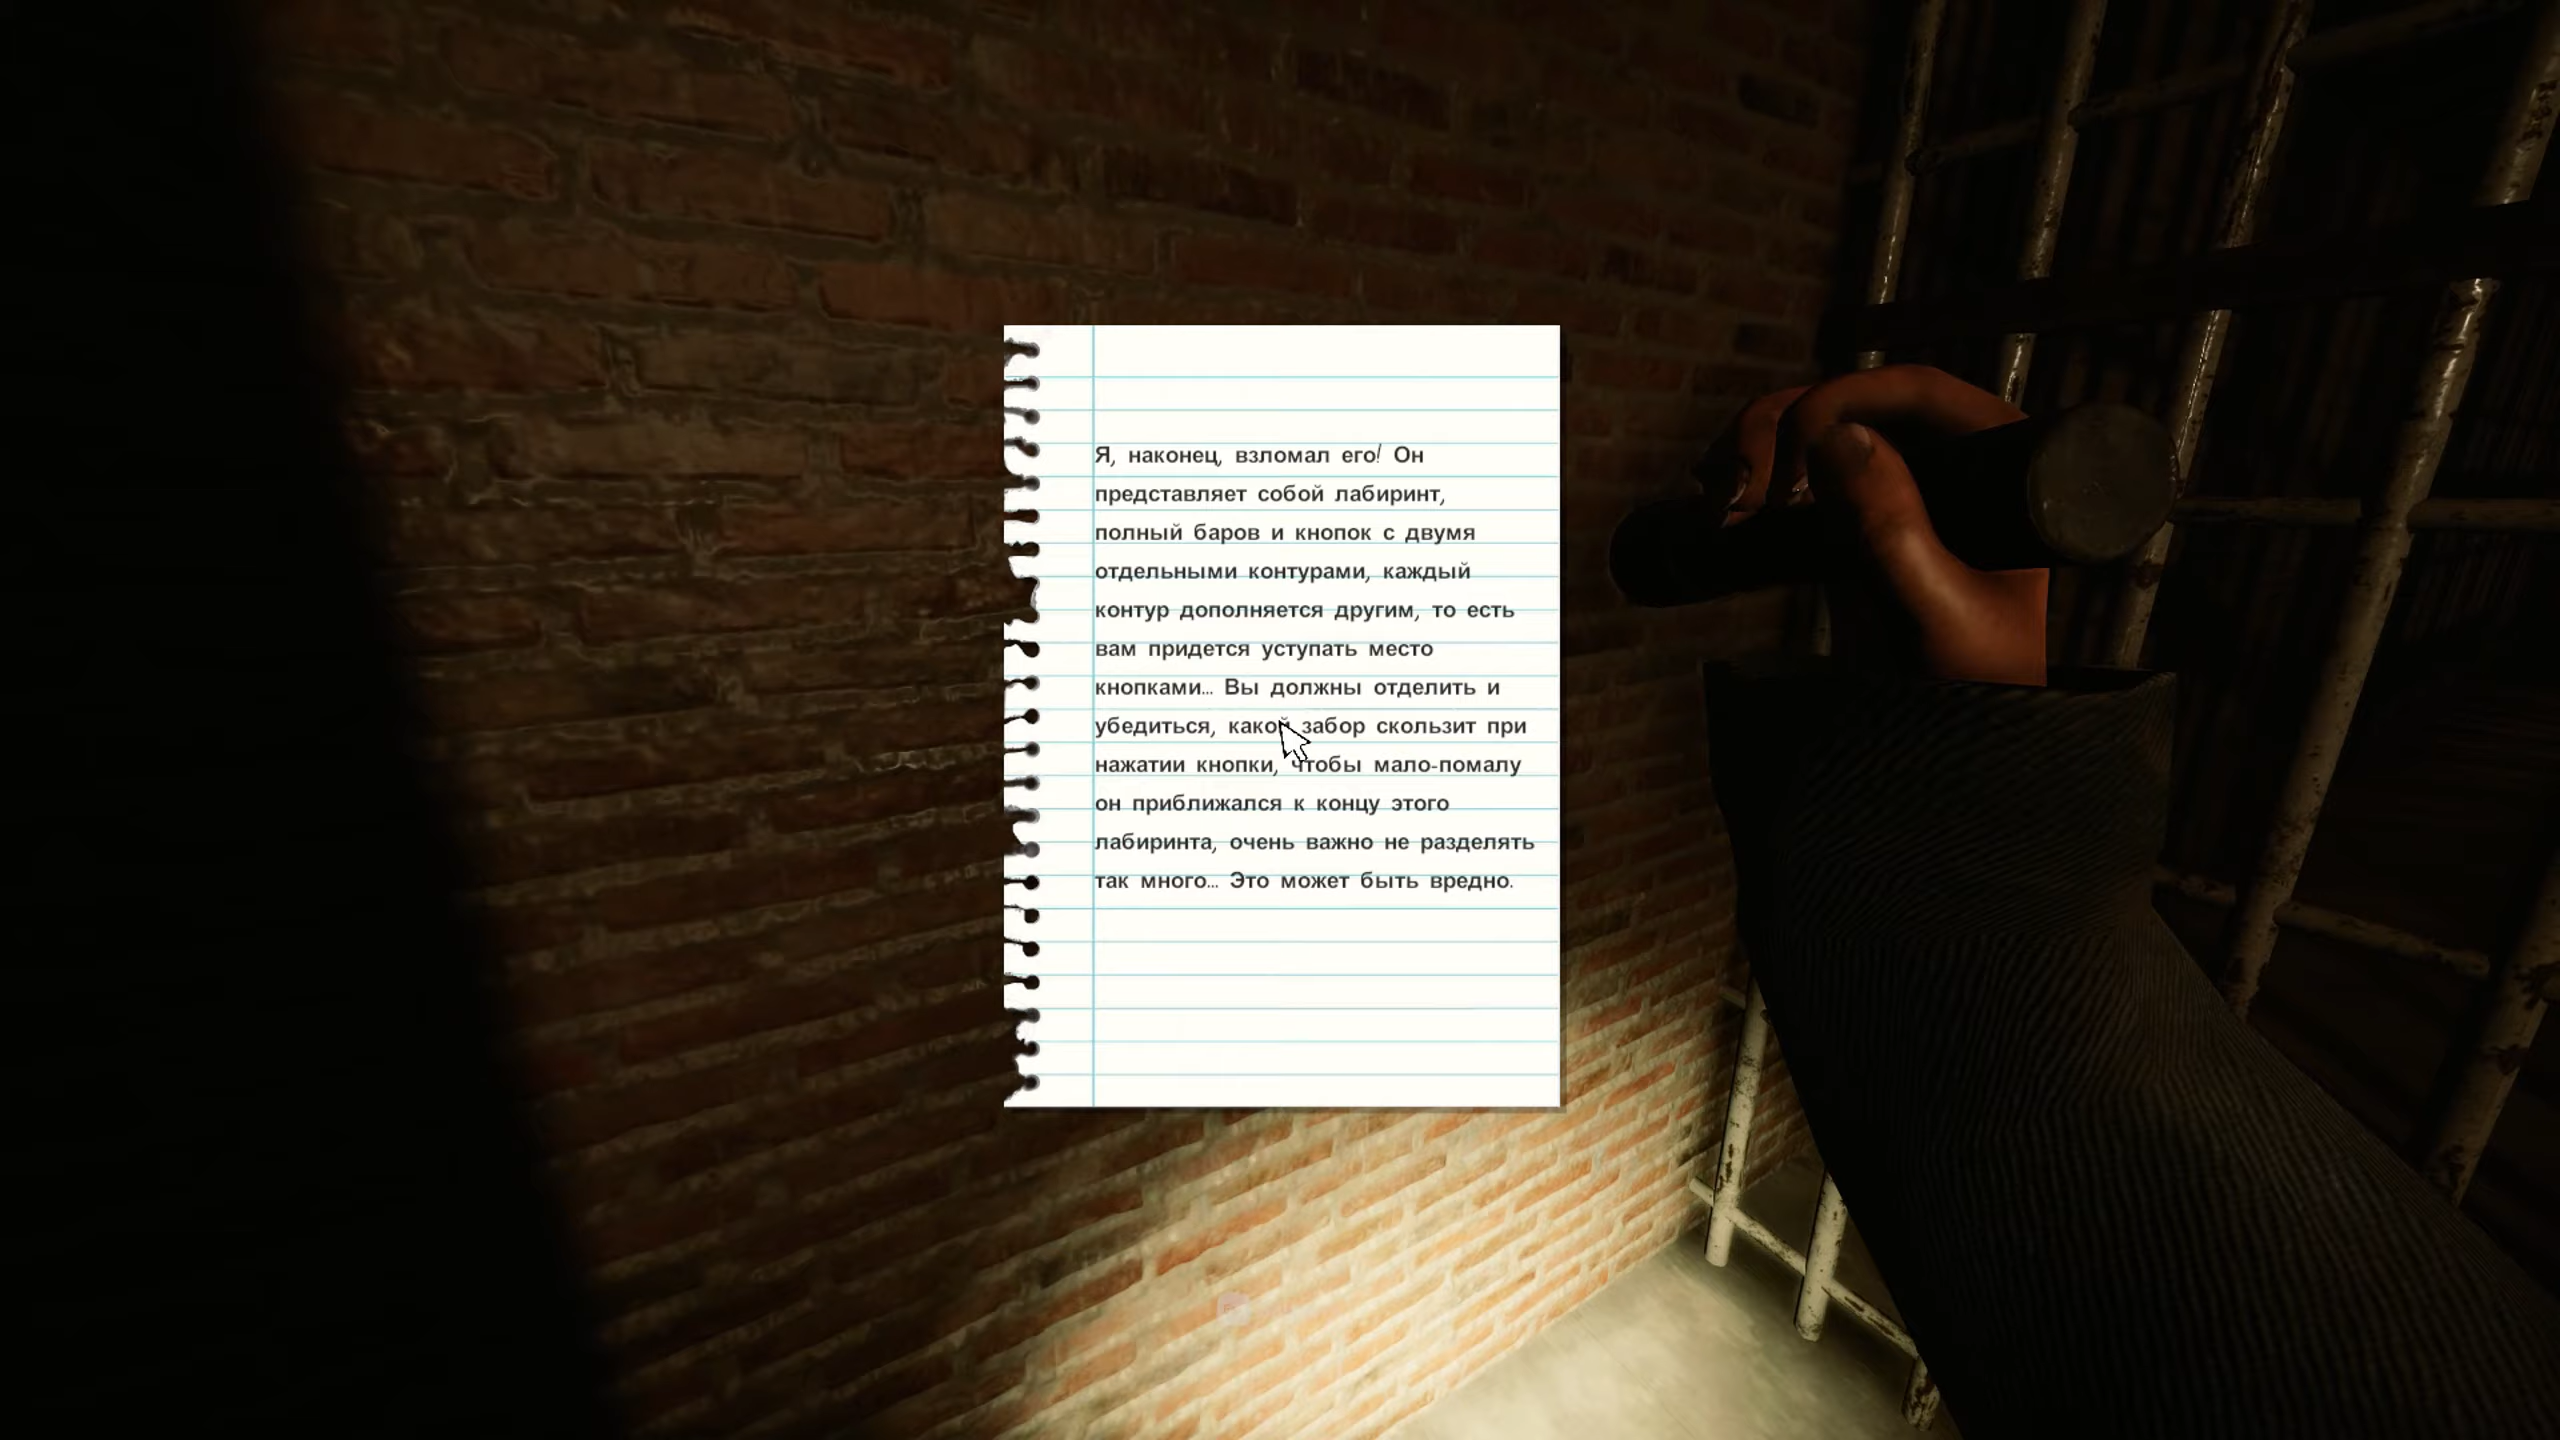 Я, наконец, взломал его! Он
представляет собой лабиринт,
полный баров и кнопок с двумя
отдельными контурами, каждый
контур дополняется другим, то есть
вам придется уступать место
кнопками... Вы должны отделить и
убедиться, какой забор скользит при
нажатии кнопки, чтобы мало-помалу
он приближался к концу этого
лабиринта, очень важно не разделять
так много... Это может быть вредно.